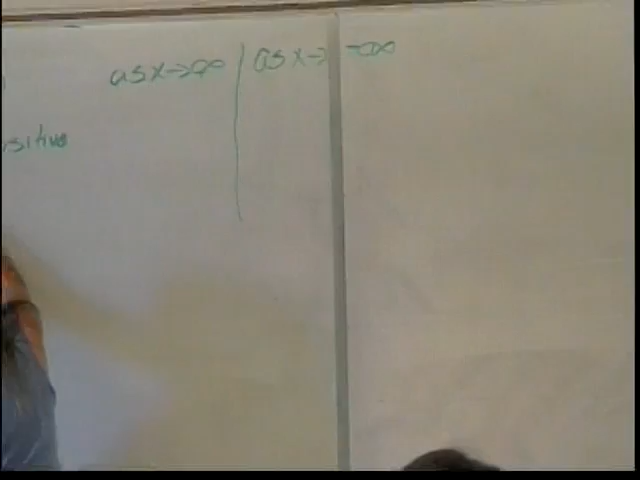 as x→∞ as x→ -∞
sitive